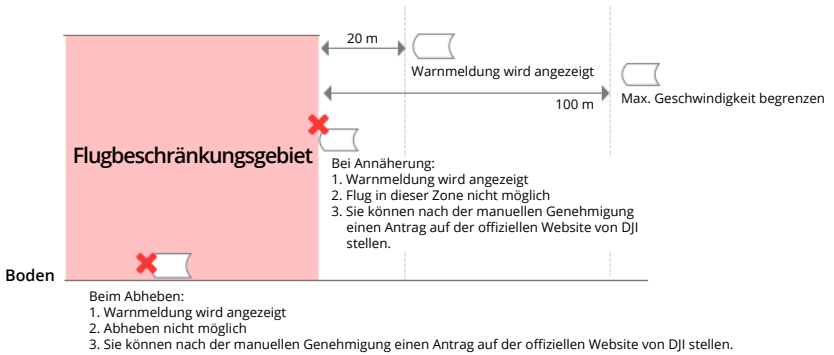 20 m
Warnmeldung wird angezeigt
100 m
Max. Geschwindigkeit begrenzen
Flugbeschränkungsgebiet
Bei Annäherung:
1. Warnmeldung wird angezeigt
2. Flug in dieser Zone nicht möglich
3. Sie können nach der manuellen Genehmigung
einen Antrag auf der offiziellen Website von DJI
stellen.
Boden
Beim Abheben:
1. Warnmeldung wird angezeigt
2. Abheben nicht möglich
3. Sie können nach der manuellen Genehmigung einen Antrag auf der offiziellen Website von DJI stellen.